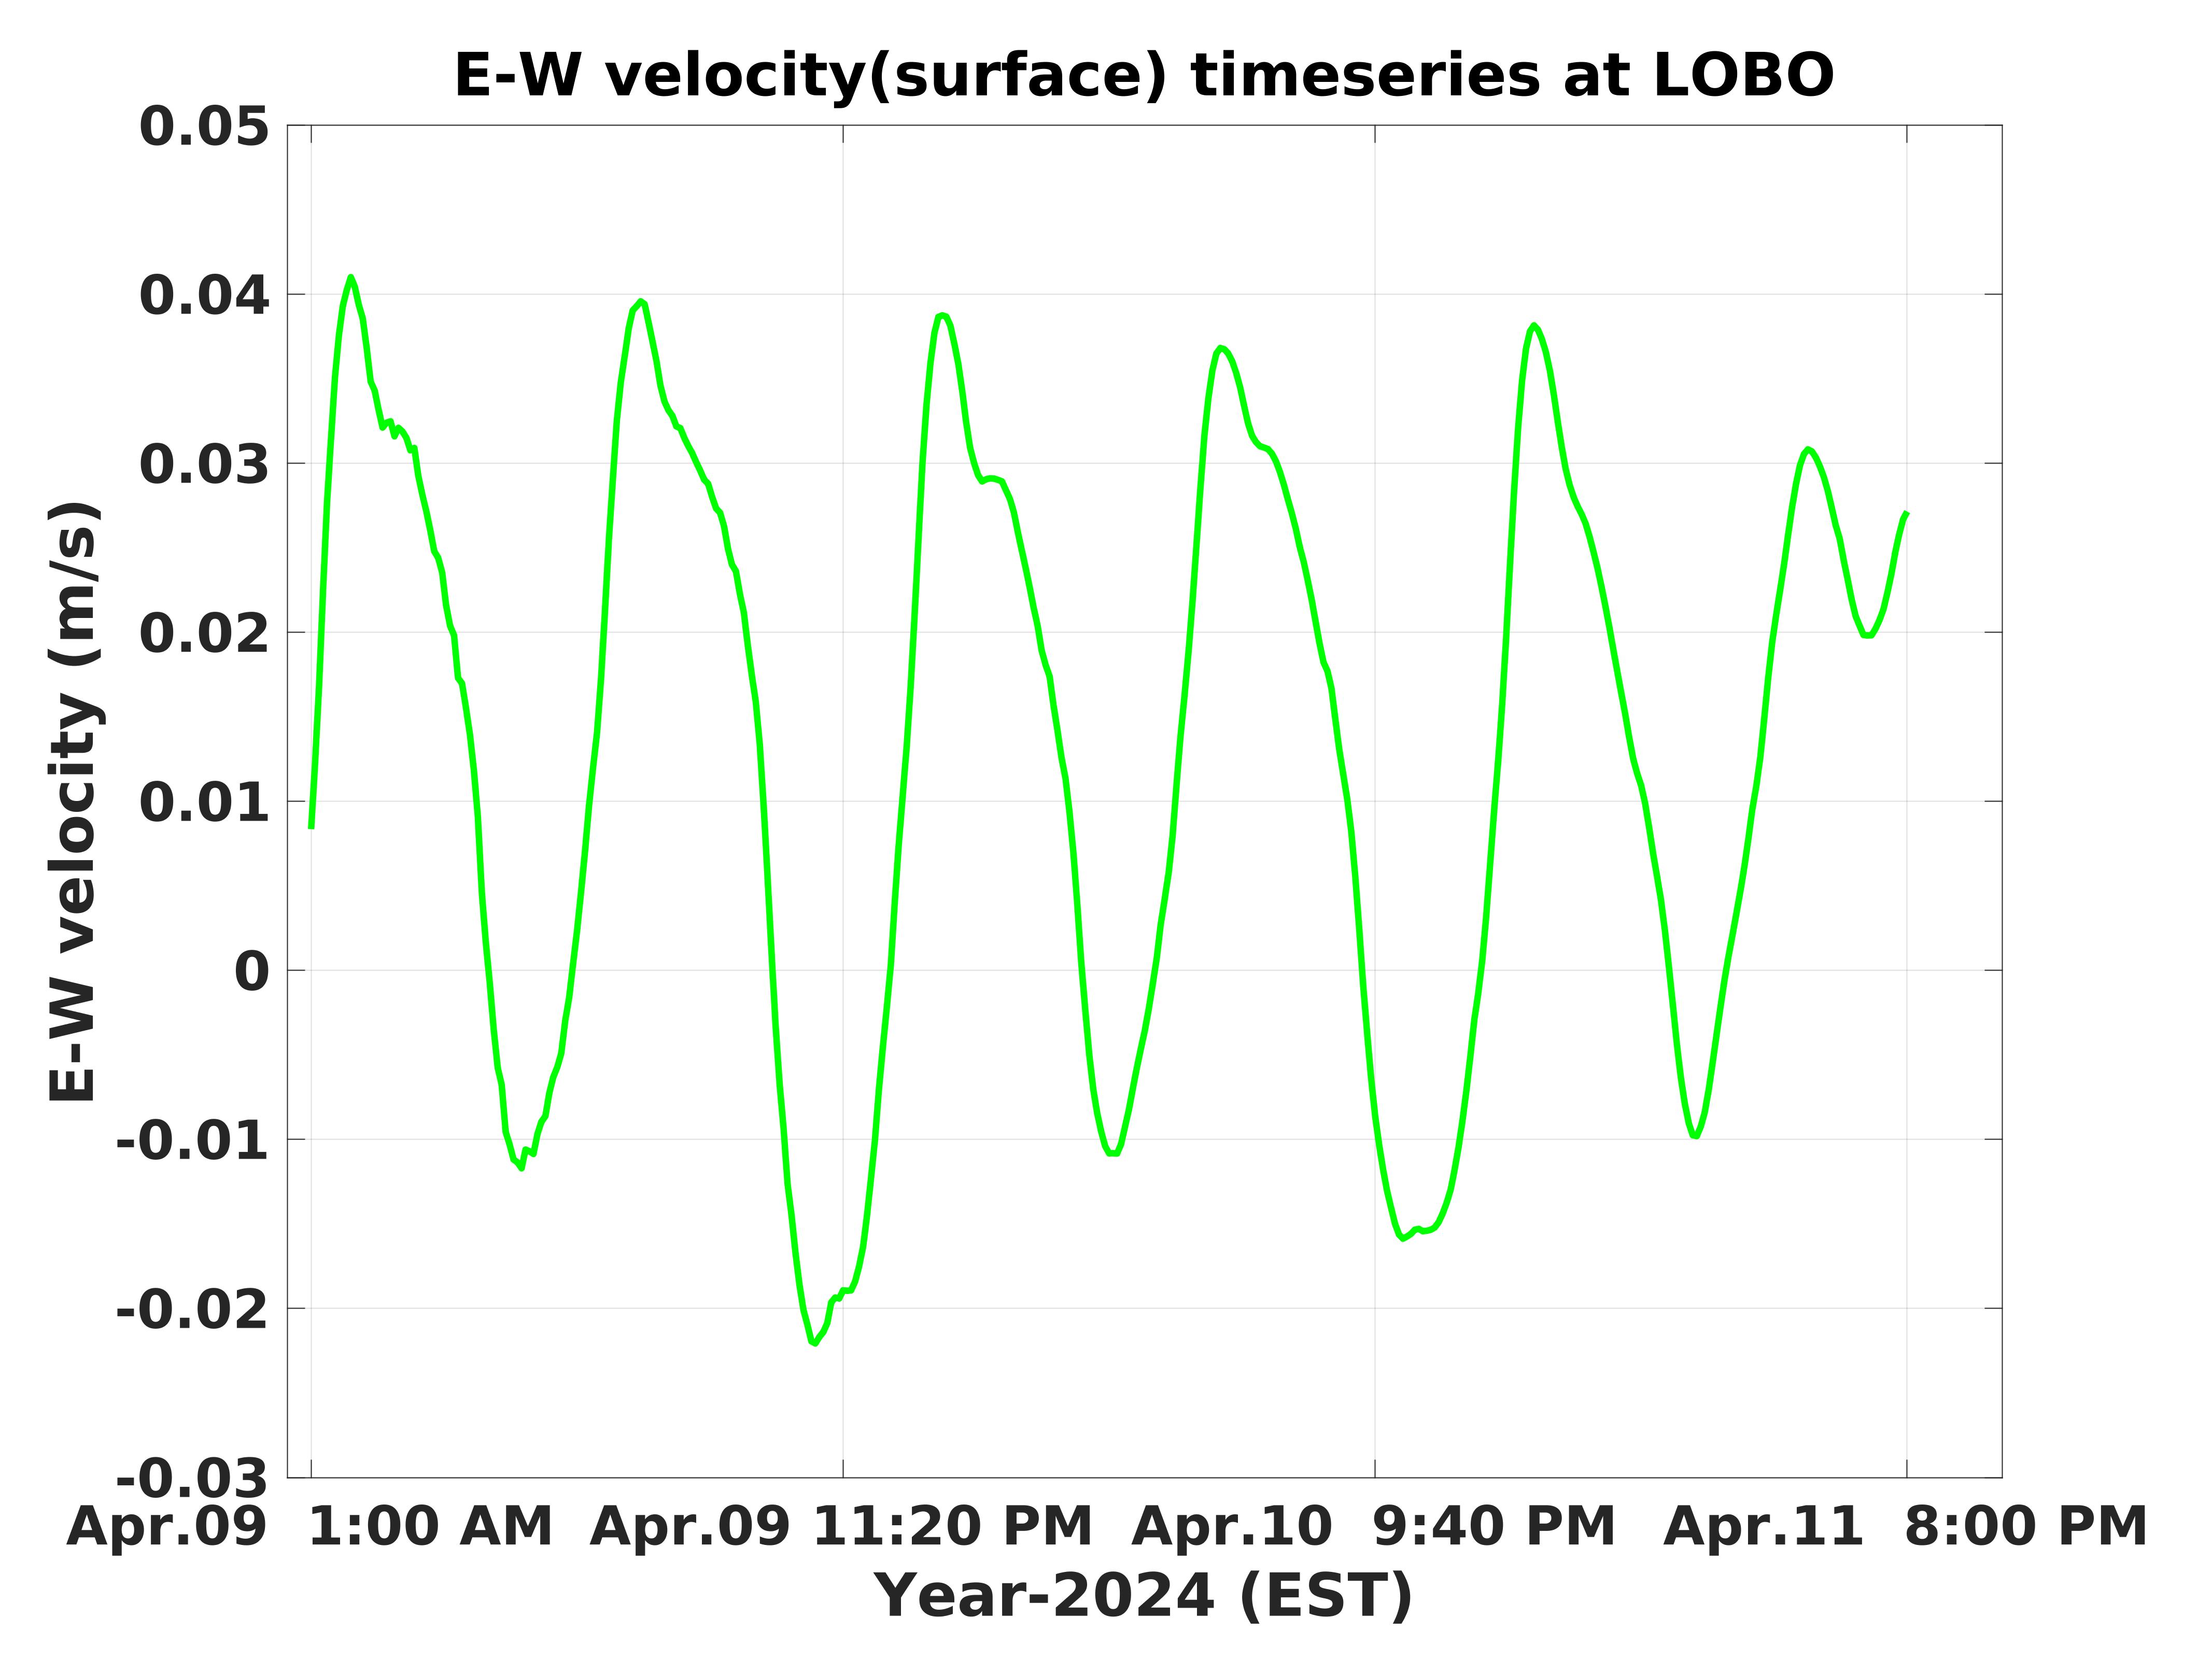 E-W velocity(surface) timeseries at LOBO
0.05
0.04
0.03
0.02
0.01
0
-0.01
-0.02
-0.03
E-W velocity (m/s)
Apr.09 1:00 AM Apr.09 11:20 PM Apr.10 9:40 PM Apr.11 8:00 PM
Year-2024 (EST)